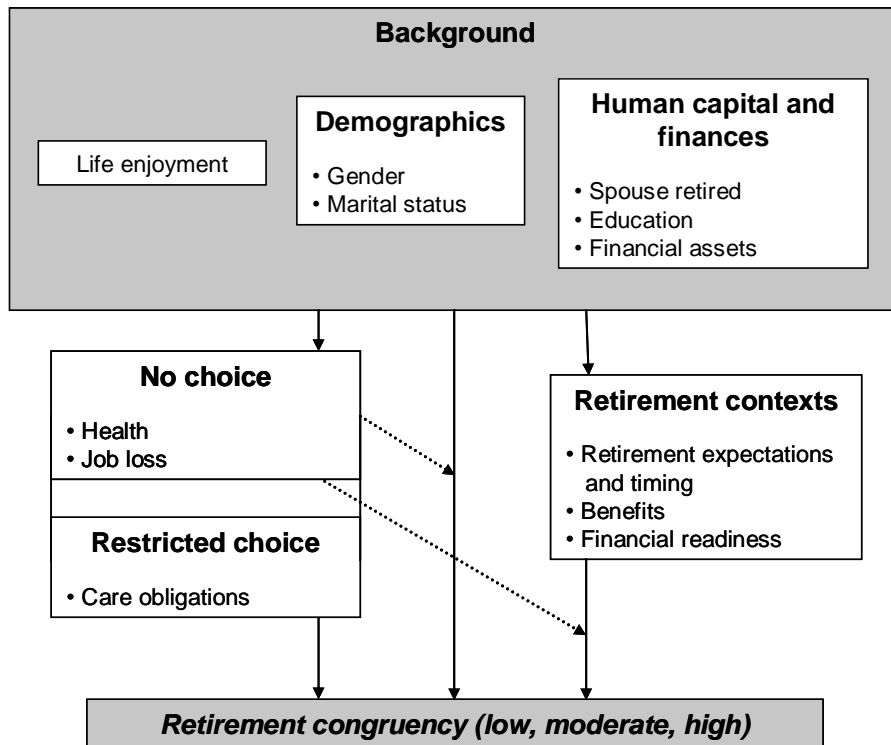 Background
Life enjoyment
Demographics
• Gender
• Marital status
Human capital and
finances
• Spouse retired
• Education
• Financial assets
No choice
• Health
• Job loss
Restricted choice
• Care obligations
Retirement contexts
• Retirement expectations
and timing
• Benefits
• Financial readiness
Retirement congruency (low, moderate, high)